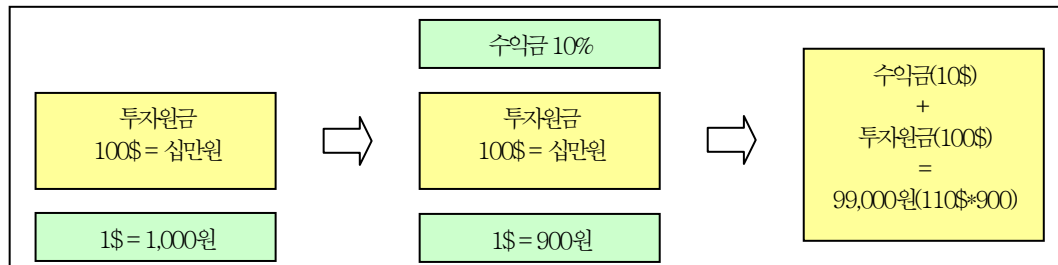 투자원금
100$ = 십만원
1$ = 1,000원
수익금 10%
투자원금
100$ = 십만원
1$ = 900원
수익금(10$)
+
투자원금(100$)
=
99,000원(110$*900)